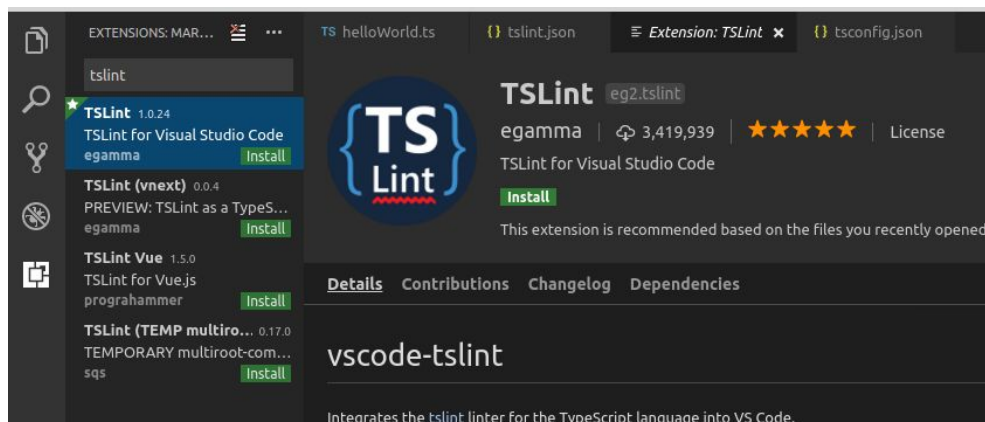 EXTENSIONS: MAR...
tslint
TSLint 1.0.24
TSLint for Visual Studio Code
egamma Install
TSLint (vnext) 0.0.4
PREVIEW: TSLint as a TypeS...
egamma Install
TSLint Vue 1.5.0
TSLint for Vue.js
prograhammer Install
TSLint (TEMP multiro... 0.17.0
TEMPORARY multiroot-com...
sqs Install
TS helloWorld.ts {} tslint.json Extension: TSLint × {} tsconfig.json
{TS}
Lint
TSLint eg2.tslint
egamma 3,419,939 License
TSLint for Visual Studio Code
Install
This extension is recommended based on the files you recently opened
Details Contributions Changelog Dependencies
vscode-tslint
Integrates the tslint linter for the TypeScript language into VS Code.